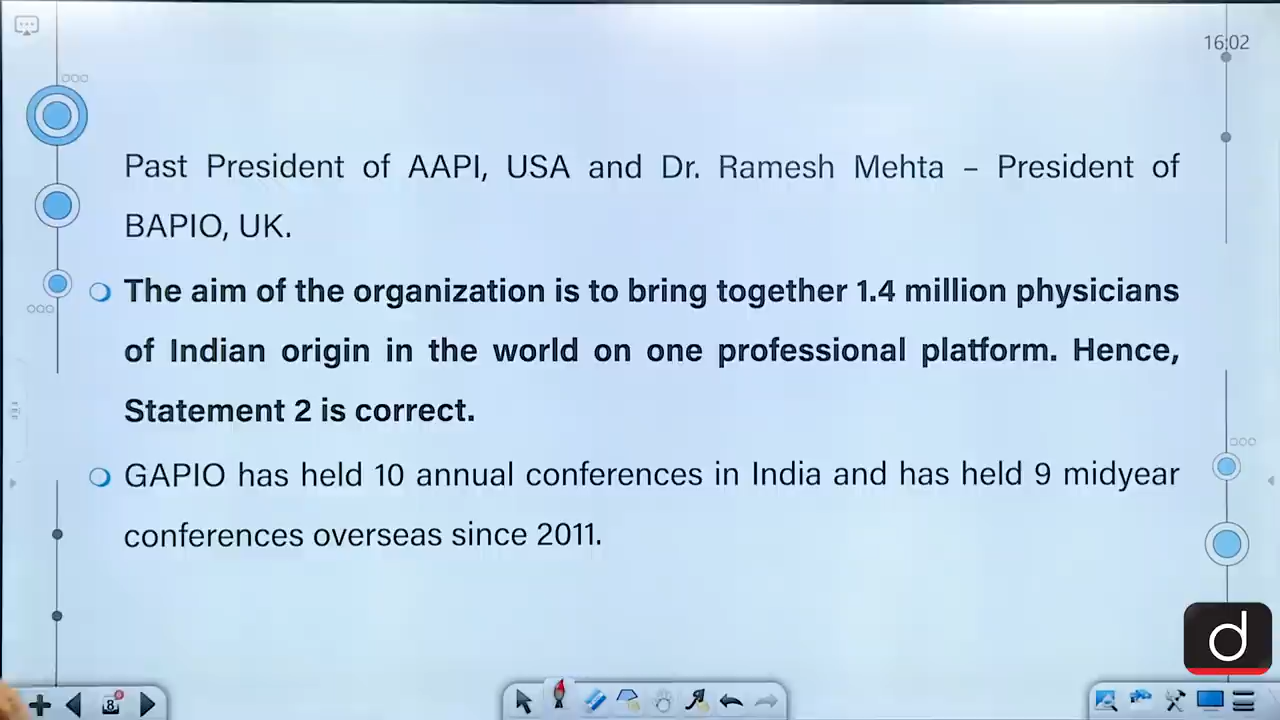 16:02
Past President of AAPI, USA and Dr. Ramesh Mehta – President of
BAPIO, UK.
The aim of the organization is to bring together 1.4 million physicians
of Indian origin in the world on one professional platform. Hence,
Statement 2 is correct.
GAPIO has held 10 annual conferences in India and has held 9 midyear
conferences overseas since 2011.
d
8